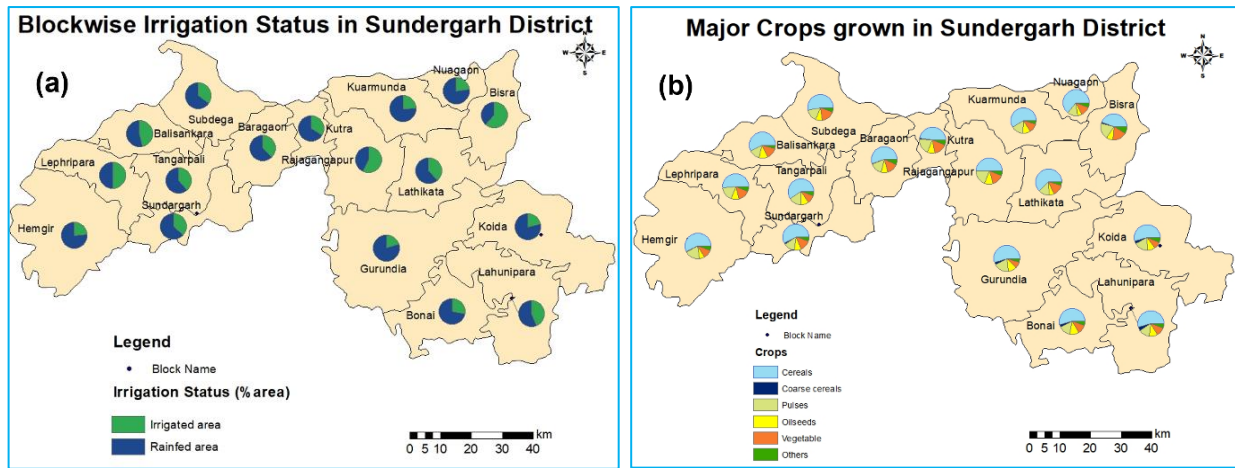 Blockwise Irrigation Status in Sundergarh District
N
W E
S
(a)
Nuagaon
Kuarmunda
Bisra
Subdega
Balisankara
Baragaon
Kutra
Lephripara
Tangarpali
Rajagangapur
Lathikata
Sundargarh
Hemgir
Koida
Gurundia
Lahunipara
Bonai
Legend
Block Name
Irrigation Status (% area)
Irrigated area
Rainfed area
km
0 5 10 20 30 40
Major Crops grown in Sundergarh District
N
W E
S
(b)
Nuagaon
Kuarmunda
Bisra
Subdega
Balisankara
Baragaon
Kutra
Lephripara
Tangarpali
Rajagangapur
Lathikata
Sundargarh
Hemgir
Koida
Gurundia
Lahunipara
Bonai
Legend
Block Name
Crops
Cereals
Coarse cereals
Pulses
Oilseeds
Vegetable
Others
km
0 5 10 20 30 40